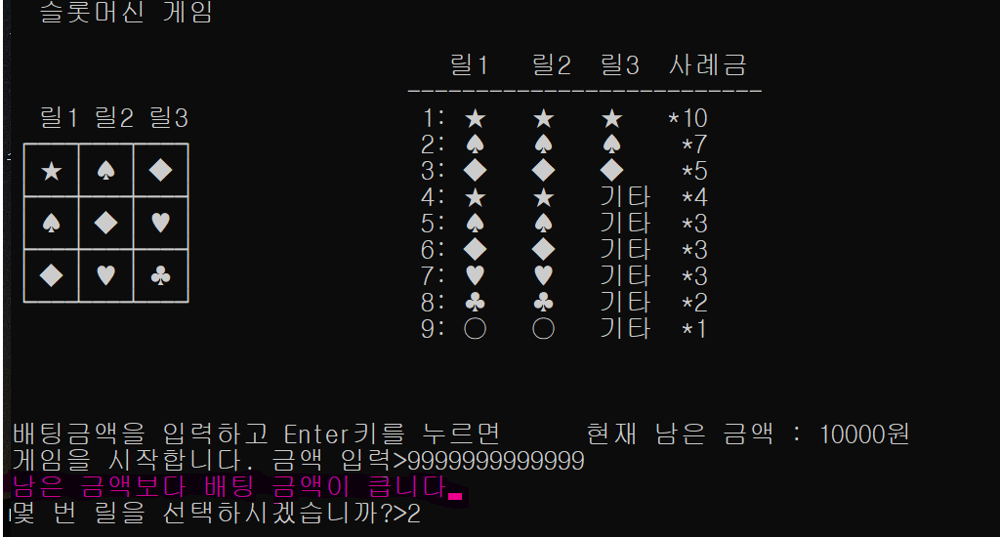 슬롯머신 게임
릴1 릴2 릴3 사례금
릴1 릴2 릴3
1: ★ ★ ★ *10
2: ♠ ♠ ♠ *7
3: ◆ ◆ ◆ *5
4: ★ ★ 기타 *4
5: ♠ ♠ 기타 *3
6: ◆ ◆ 기타 *3
7: ♥ ♥ 기타 *3
8: ♣ ♣ 기타 *2
9: ○ ○ 기타 *1
★ ♠ ◆
♠ ◆ ♥
◆ ♥ ♣
배팅금액을 입력하고 Enter키를 누르면 현재 남은 금액 : 10000원
게임을 시작합니다. 금액 입력>9999999999999
남은 금액보다 배팅 금액이 큽니다
몇 번 릴을 선택하시겠습니까?>2